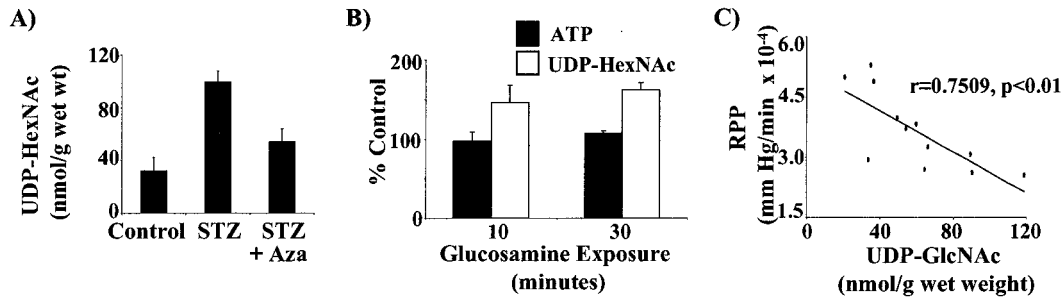 A)
UDP-HexNAc
(nmol/g wet wt)
120
80
40
0
Control
STZ
STZ
+ Aza
B)
ATP
UDP-HexNAc
% Control
200
100
0
10
30
Glucosamine Exposure
(minutes)
C)
RPP
(mm Hg/min x 10-4)
6.0
4.5
3.0
1.5
r=0.7509, p<0.01
0
40
80
120
UDP-GlcNAc
(nmol/g wet weight)